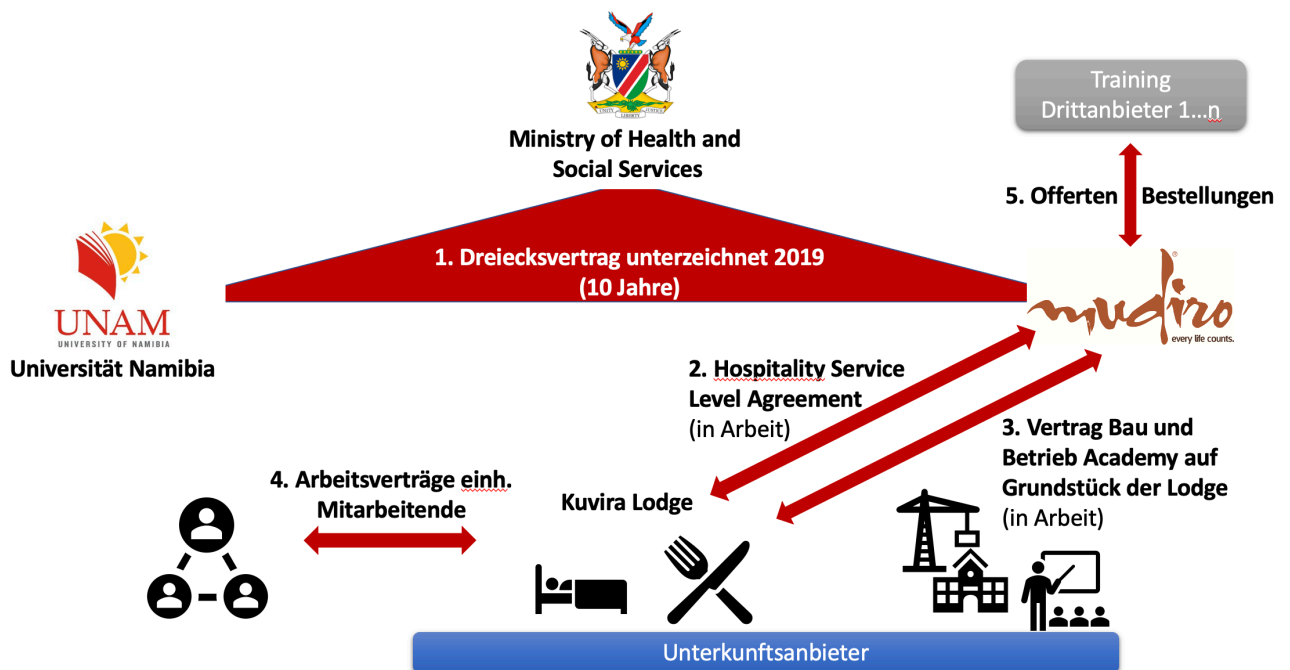 Ministry of Health and
Social Services
Training
Drittanbieter 1...n
5. Offerten Bestellungen
1. Dreiecksvertrag unterzeichnet 2019
(10 Jahre)
UNAM
UNIVERSITY OF NAMIBIA
Universität Namibia
mudiro
®
every life counts.
2. Hospitality Service
Level Agreement
(in Arbeit)
3. Vertrag Bau und
Betrieb Academy auf
Grundstück der Lodge
(in Arbeit)
4. Arbeitsverträge einh.
Mitarbeitende
Kuvira Lodge
Unterkunftsanbieter